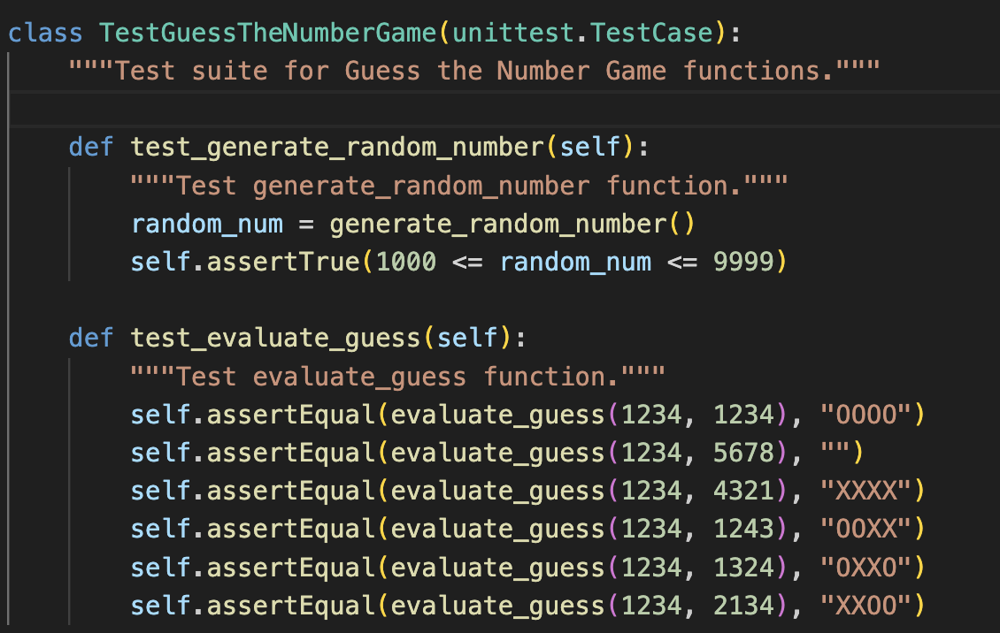 class TestGuessTheNumberGame(unittest.TestCase):
"""Test suite for Guess the Number Game functions."""
def test_generate_random_number(self):
"""Test generate_random_number function."""
random_num = generate_random_number()
self.assertTrue(1000 <= random_num <= 9999)
def test_evaluate_guess(self):
"""Test evaluate_guess function."""
self.assertEqual(evaluate_guess(1234, 1234), "OOOO")
self.assertEqual(evaluate_guess(1234, 5678), "")
self.assertEqual(evaluate_guess(1234, 4321), "XXXX")
self.assertEqual(evaluate_guess(1234, 1243), "OOXX")
self.assertEqual(evaluate_guess(1234, 1324), "OXXO")
self.assertEqual(evaluate_guess(1234, 2134), "XXOO")